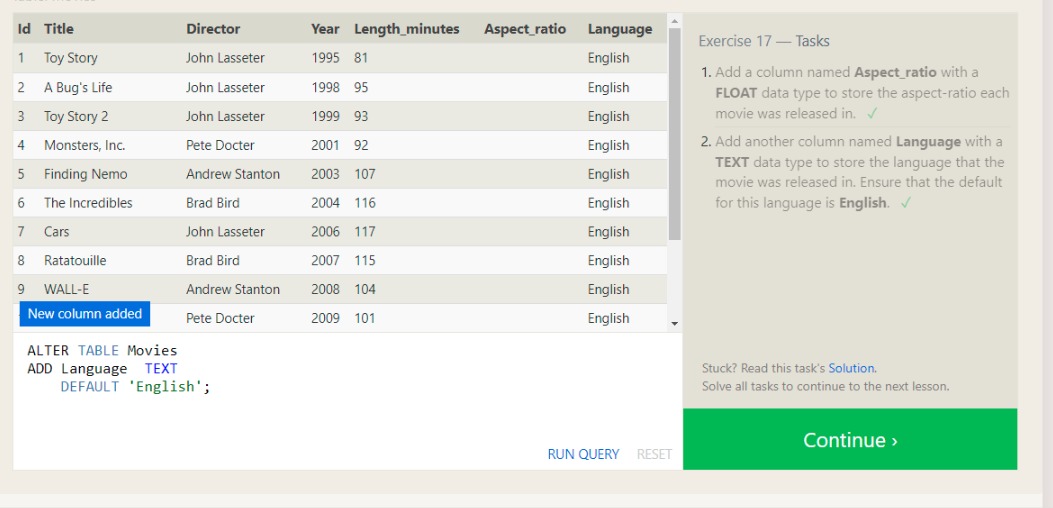 Id Title Director Year Length_minutes Aspect_ratio Language
1 Toy Story John Lasseter 1995 81 English
2 A Bug's Life John Lasseter 1998 95 English
3 Toy Story 2 John Lasseter 1999 93 English
4 Monsters, Inc. Pete Docter 2001 92 English
5 Finding Nemo Andrew Stanton 2003 107 English
6 The Incredibles Brad Bird 2004 116 English
7 Cars John Lasseter 2006 117 English
8 Ratatouille Brad Bird 2007 115 English
9 WALL-E Andrew Stanton 2008 104 English
New column added Pete Docter 2009 101 English
ALTER TABLE Movies
ADD Language TEXT
DEFAULT 'English';
RUN QUERY RESET
Exercise 17 — Tasks
1. Add a column named Aspect_ratio with a
FLOAT data type to store the aspect-ratio each
movie was released in. ✓
2. Add another column named Language with a
TEXT data type to store the language that the
movie was released in. Ensure that the default
for this language is English. ✓
Stuck? Read this task's Solution.
Solve all tasks to continue to the next lesson.
Continue ›